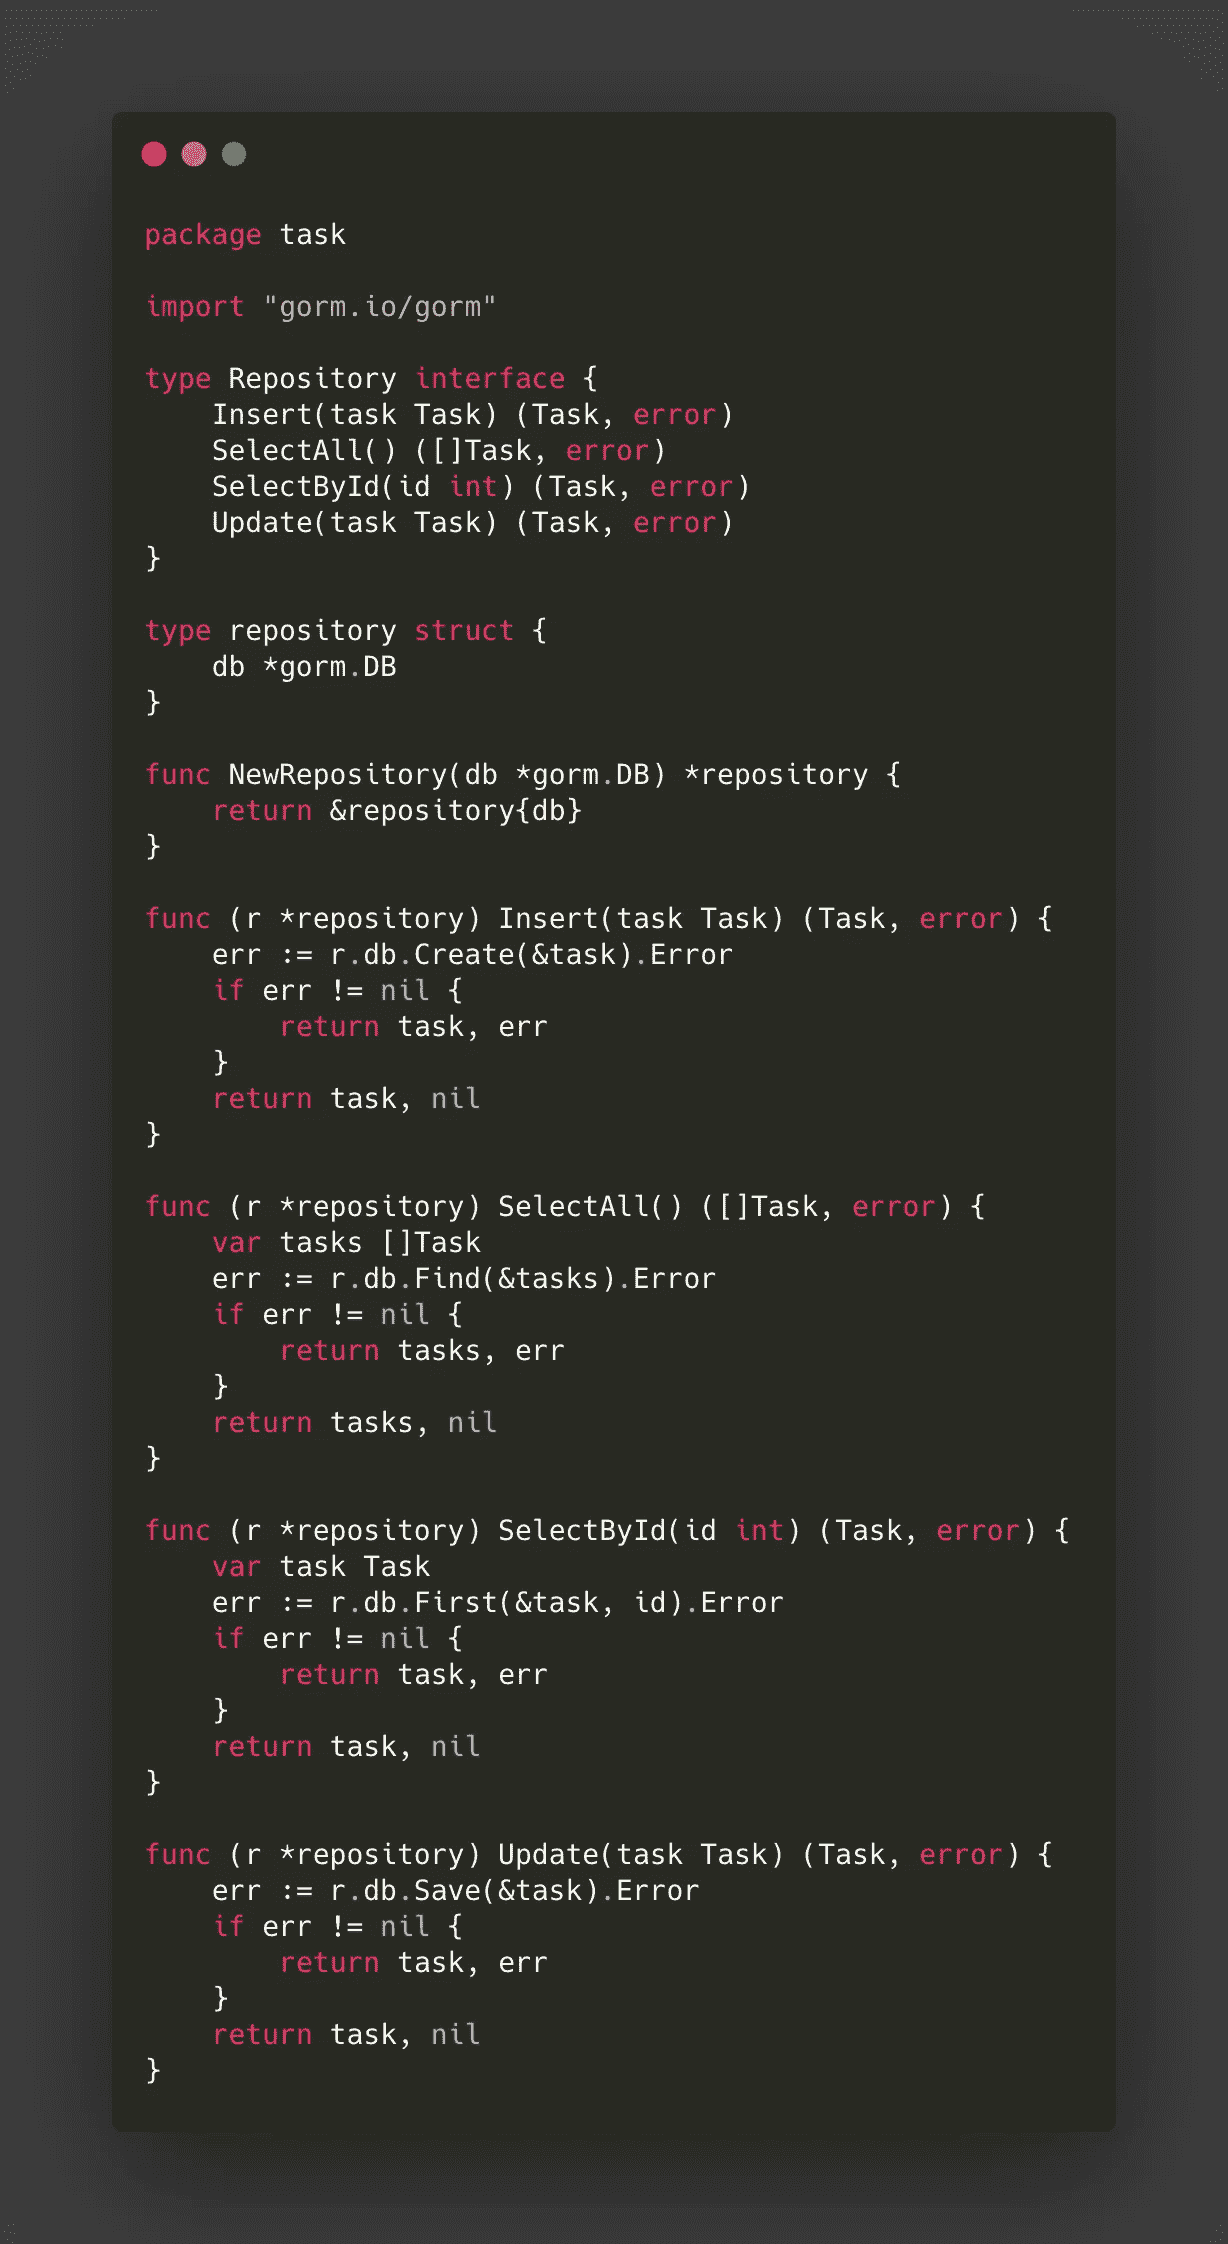 package task

import "gorm.io/gorm"

type Repository interface {
    Insert(task Task) (Task, error)
    SelectAll() ([]Task, error)
    SelectById(id int) (Task, error)
    Update(task Task) (Task, error)
}

type repository struct {
    db *gorm.DB
}

func NewRepository(db *gorm.DB) *repository {
    return &repository{db}
}

func (r *repository) Insert(task Task) (Task, error) {
    err := r.db.Create(&task).Error
    if err != nil {
        return task, err
    }
    return task, nil
}

func (r *repository) SelectAll() ([]Task, error) {
    var tasks []Task
    err := r.db.Find(&tasks).Error
    if err != nil {
        return tasks, err
    }
    return tasks, nil
}

func (r *repository) SelectById(id int) (Task, error) {
    var task Task
    err := r.db.First(&task, id).Error
    if err != nil {
        return task, err
    }
    return task, nil
}

func (r *repository) Update(task Task) (Task, error) {
    err := r.db.Save(&task).Error
    if err != nil {
        return task, err
    }
    return task, nil
}